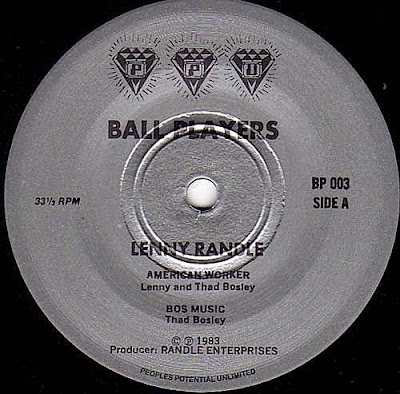 P P U
BALL PLAYERS
33⅓ RPM
BP 003
SIDE A
LENNY RANDLE
AMERICAN WORKER
Lenny and Thad Bosley
BOS MUSIC
Thad Bosley
© ℗ 1983
Producer: RANDLE ENTERPRISES
PEOPLES POTENTIAL UNLIMITED